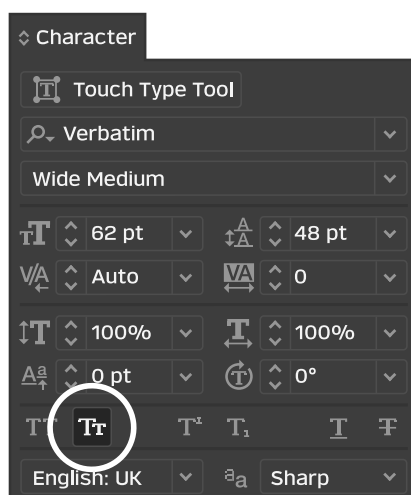 Character
Touch Type Tool
Verbatim
Wide Medium
62 pt 48 pt
Auto 0
100% 100%
0 pt 0°
English: UK Sharp